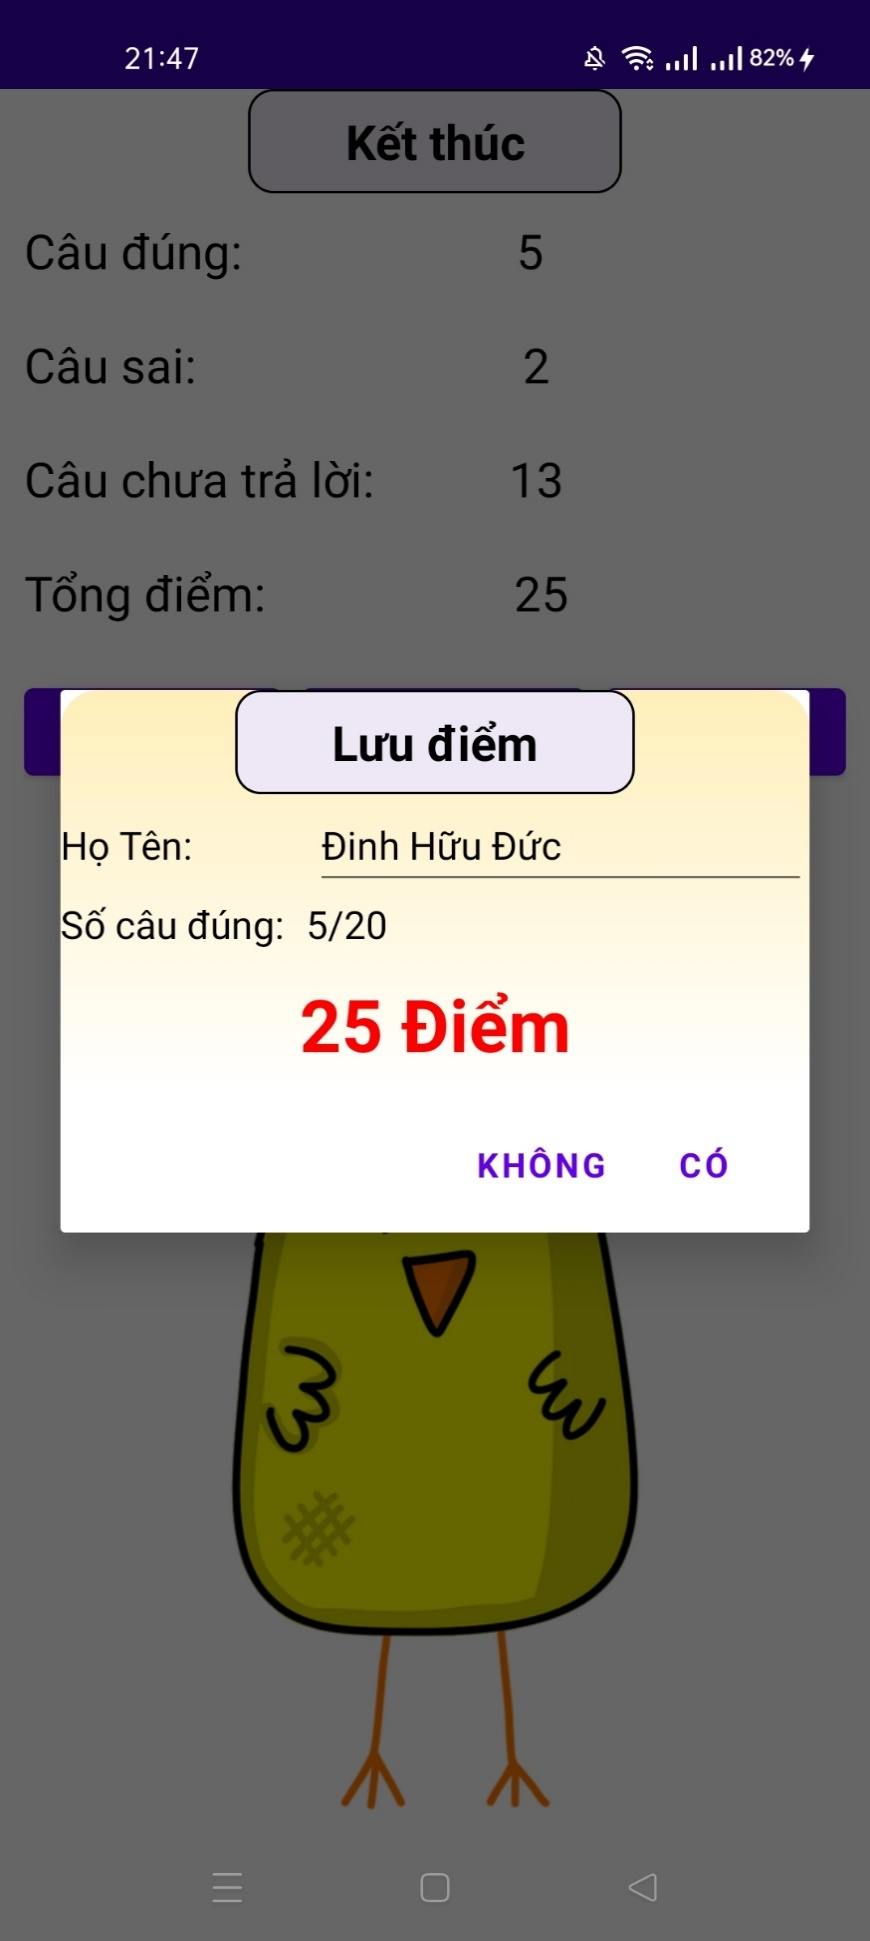 21:47 82%
Kết thúc
Câu đúng: 5
Câu sai: 2
Câu chưa trả lời: 13
Tổng điểm: 25
Lưu điểm
Họ Tên: Đinh Hữu Đức
Số câu đúng: 5/20
25 Điểm
KHÔNG CÓ